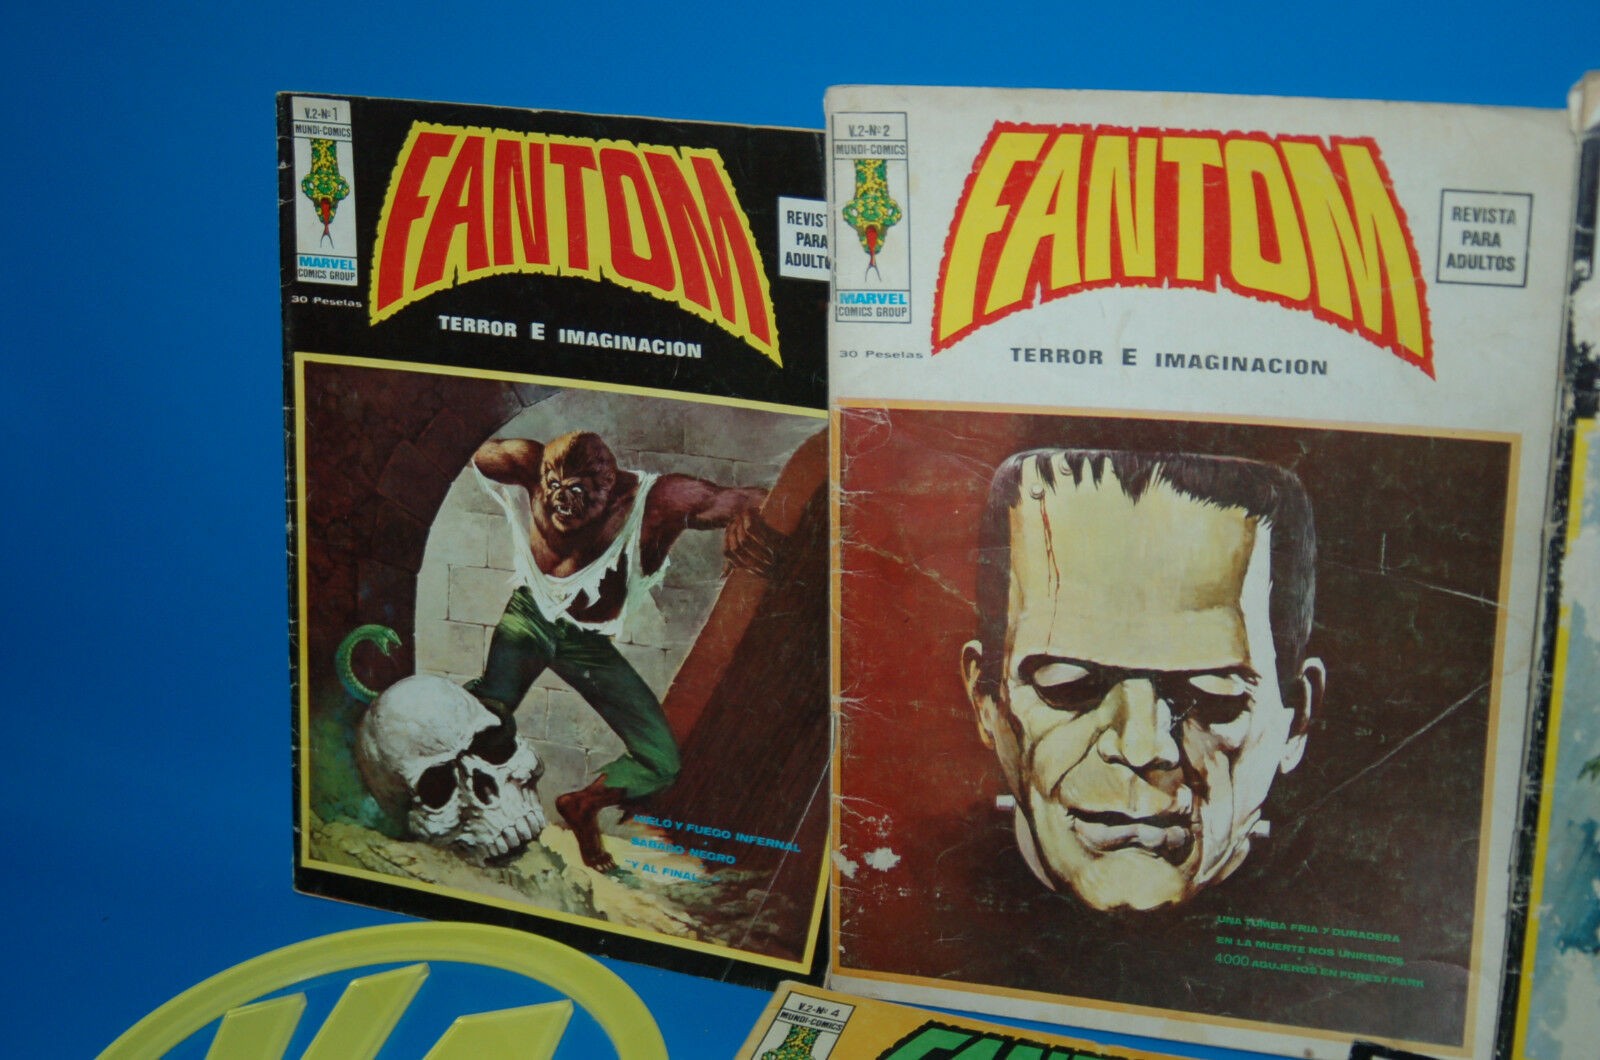 V.2-Nº 1
MUNDI-COMICS
MARVEL
COMICS GROUP
30 Pesetas
FANTOM
REVIST
PARA
ADULTO
TERROR E IMAGINACION
HIELO Y FUEGO INFERNAL
SABADO NEGRO
"Y AL FINAL..."
V.2-Nº 2
MUNDI-COMICS
MARVEL
COMICS GROUP
30 Pesetas
FANTOM
REVISTA
PARA
ADULTOS
TERROR E IMAGINACION
UNA TUMBA FRIA Y DURADERA
EN LA MUERTE NOS UNIREMOS
4000 AGUJEROS EN FOREST PARK
V.2-Nº 4
MUNDI-COMICS
FANTOM